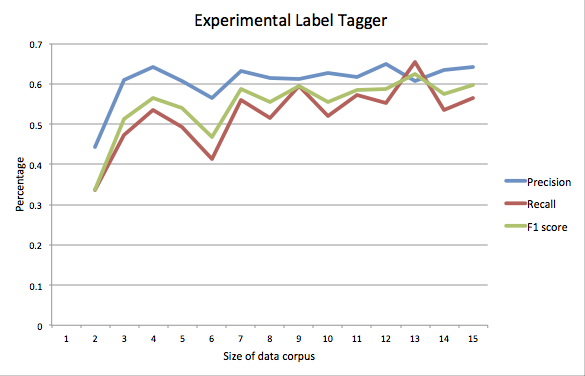 Experimental Label Tagger
0.7
0.6
0.5
0.4
0.3
0.2
0.1
0
Percentage
1 2 3 4 5 6 7 8 9 10 11 12 13 14 15
Size of data corpus
Precision
Recall
F1 score